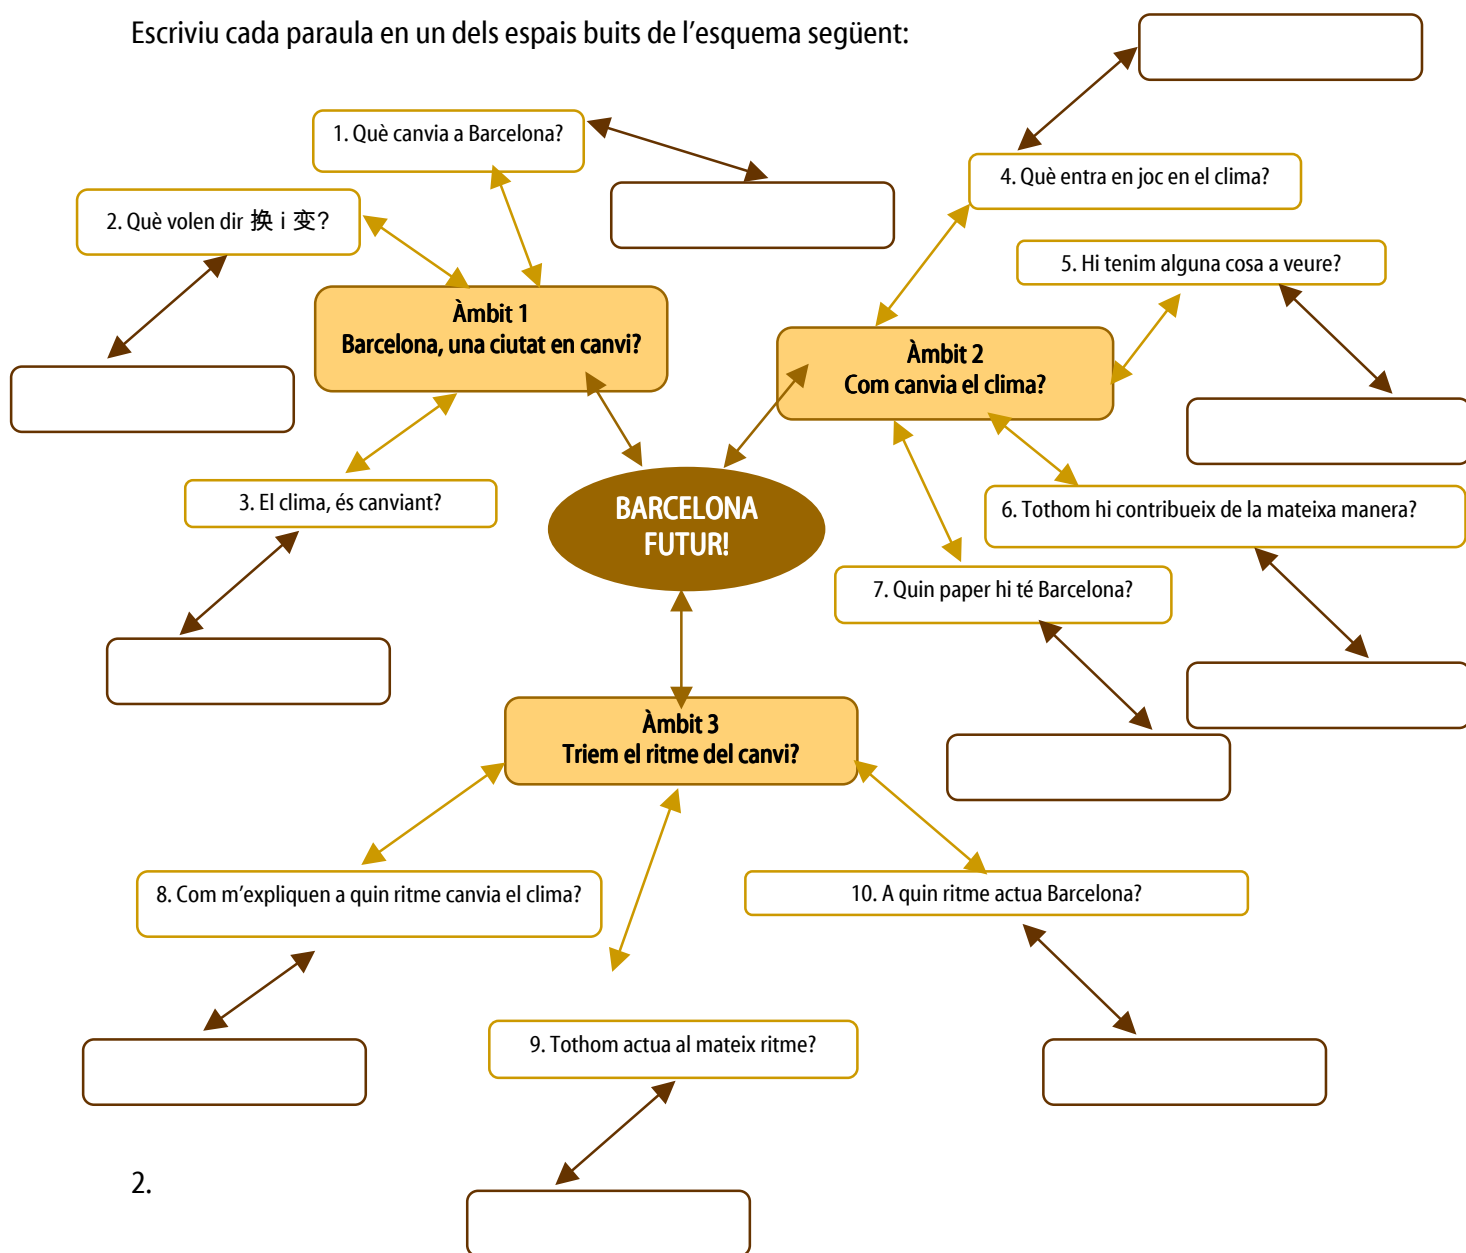 Escriviu cada paraula en un dels espais buits de l’esquema següent:
1. Què canvia a Barcelona?
2. Què volen dir 换 i 变?
Àmbit 1
Barcelona, una ciutat en canvi?
3. El clima, és canviant?
4. Què entra en joc en el clima?
5. Hi tenim alguna cosa a veure?
Àmbit 2
Com canvia el clima?
6. Tothom hi contribueix de la mateixa manera?
7. Quin paper hi té Barcelona?
BARCELONA
FUTUR!
Àmbit 3
Triem el ritme del canvi?
8. Com m’expliquen a quin ritme canvia el clima?
9. Tothom actua al mateix ritme?
10. A quin ritme actua Barcelona?
2.